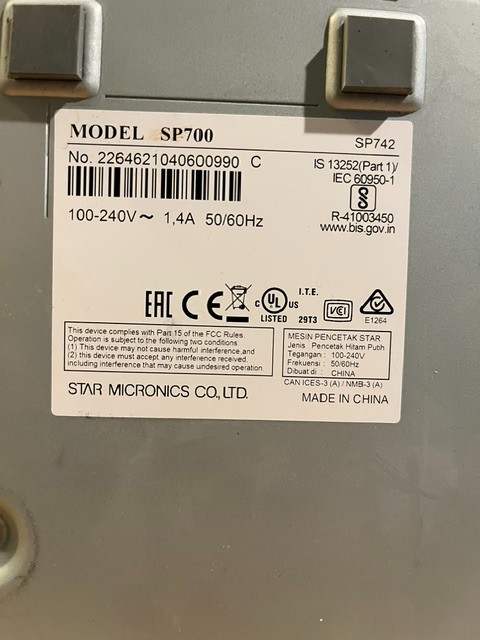 MODEL SP700
SP742
No. 2264621040600990 C
IS 13252(Part 1)/
IEC 60950-1
R-41003450
www.bis.gov.in
100-240V～ 1,4A 50/60Hz
EAC CE C UL US
LISTED
I.T.E.
29T3
VCI
E1264
This device complies with Part 15 of the FCC Rules.
Operation is subject to the following two conditions
(1) This device may not cause harmful interference,and
(2) this device must accept any interference received,
including interference that may cause undesired operation.
MESIN PENCETAK STAR
Jenis : Pencetak Hitam Putih
Tegangan : 100-240V
Frekuensi : 50/60Hz
Dibuat di : CHINA
CAN ICES-3 (A) / NMB-3 (A)
STAR MICRONICS CO., LTD.
MADE IN CHINA